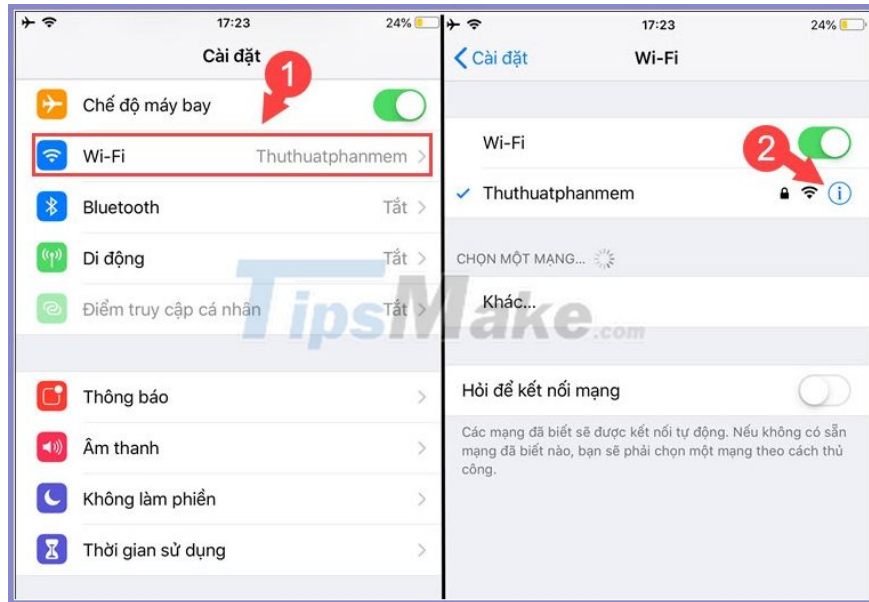 17:23
24%
Cài đặt
1
Chế độ máy bay
Wi-Fi Thuthuatphanmem
Bluetooth Tắt
Di động Tắt
Điểm truy cập cá nhân Tắt
Thông báo
Âm thanh
Không làm phiền
Thời gian sử dụng
17:23
24%
Cài đặt
Wi-Fi
Wi-Fi
2
Thuthuatphanmem
CHỌN MỘT MẠNG...
Khác...
Hỏi để kết nối mạng
Các mạng đã biết sẽ được kết nối tự động. Nếu không có sẵn
mạng đã biết nào, bạn sẽ phải chọn một mạng theo cách thủ
công.
TipsMake.com